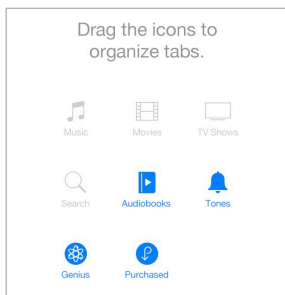 Drag the icons to
organize tabs.
Music Movies TV Shows
Search Audiobooks Tones
Genius Purchased